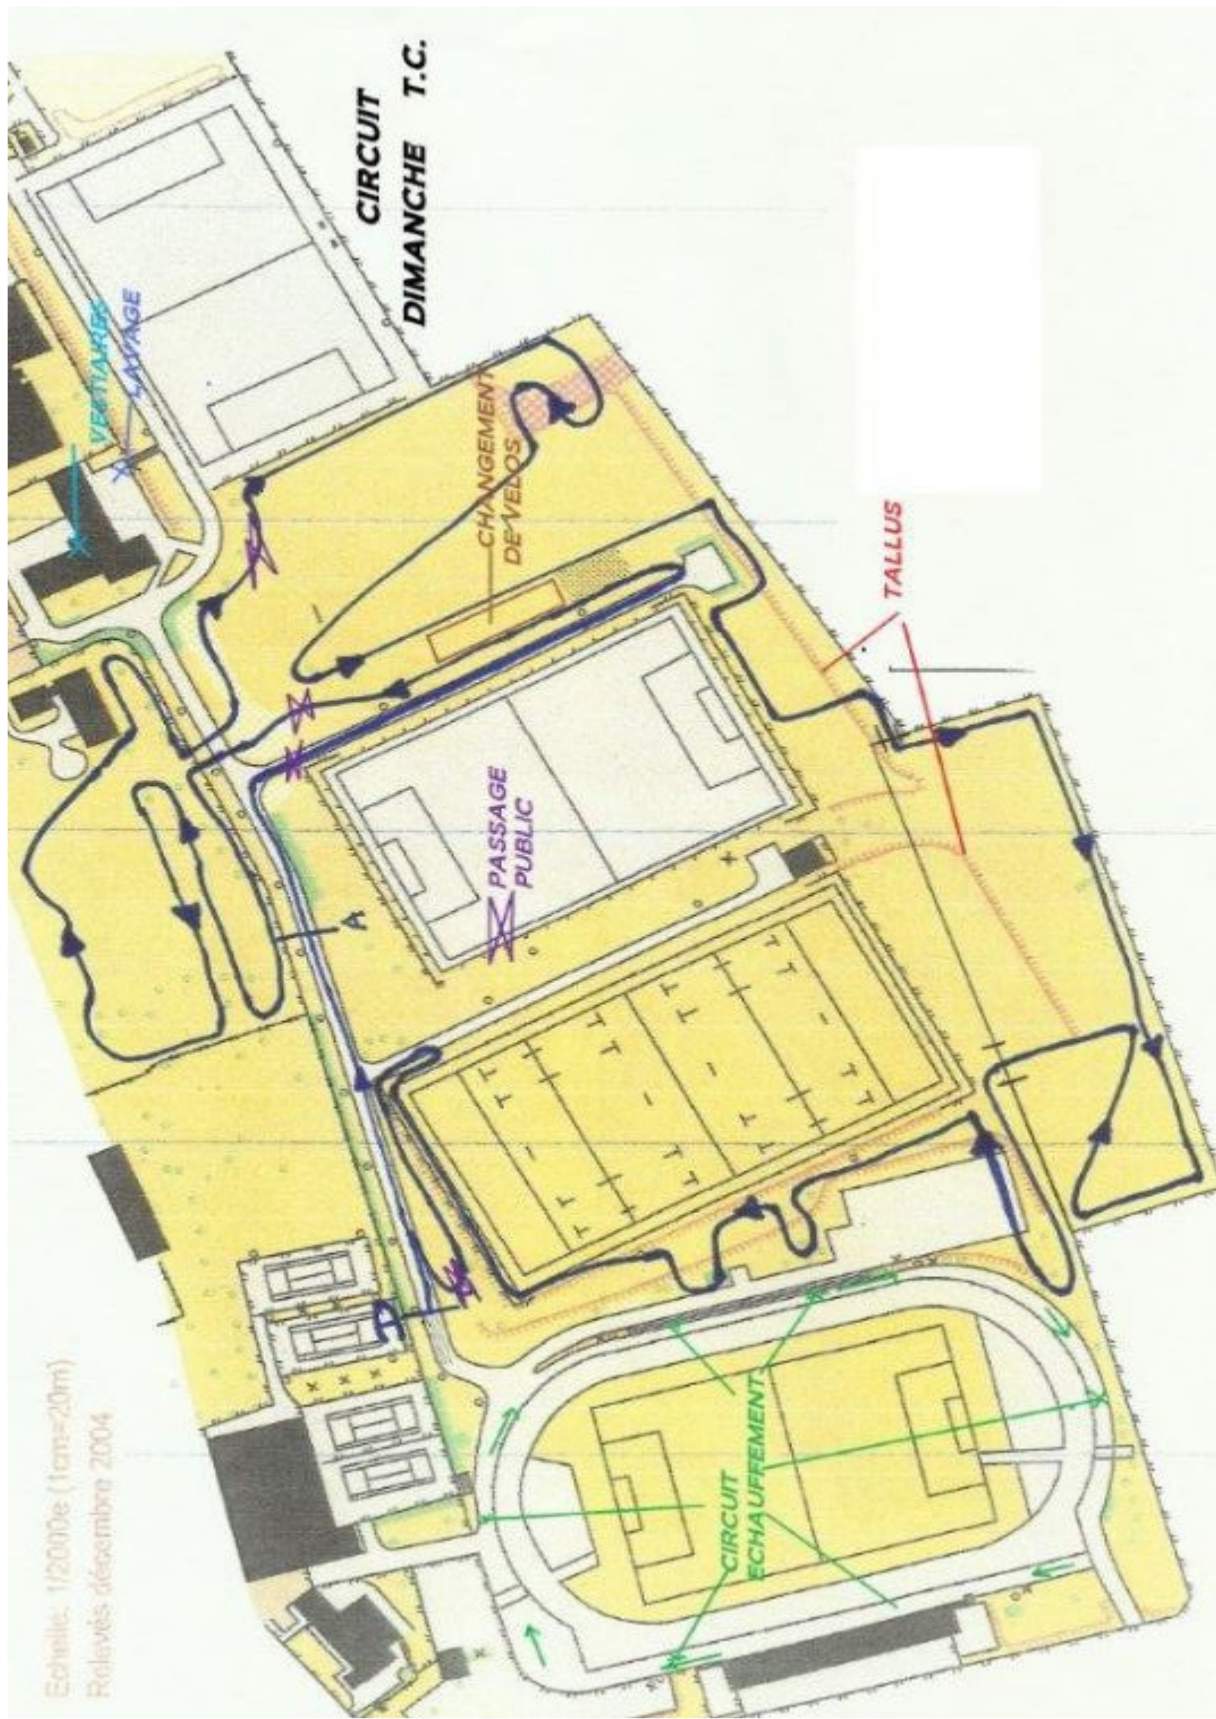 CIRCUIT
DIMANCHE T.C.
VESTIAIRES
LAVAGE
CHANGEMENT
DE VELOS
TALLUS
PASSAGE
PUBLIC
A
D
CIRCUIT
ECHAUFFEMENT
Echelle: 1/2000e (1cm=20m)
Relevés décembre 2004